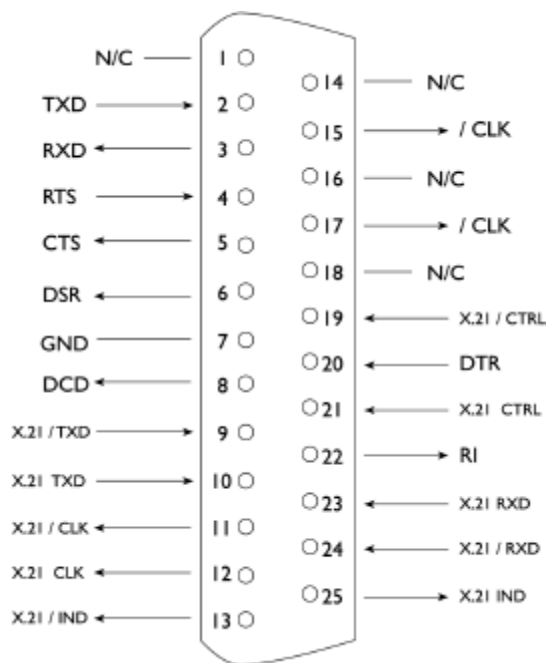 N/C 1
TXD 2
RXD 3
RTS 4
CTS 5
DSR 6
GND 7
DCD 8
X.21 / TXD 9
X.21 TXD 10
X.21 / CLK 11
X.21 CLK 12
X.21 / IND 13
14 N/C
15 / CLK
16 N/C
17 / CLK
18 N/C
19 X.21 / CTRL
20 DTR
21 X.21 CTRL
22 RI
23 X.21 RXD
24 X.21 / RXD
25 X.21 IND